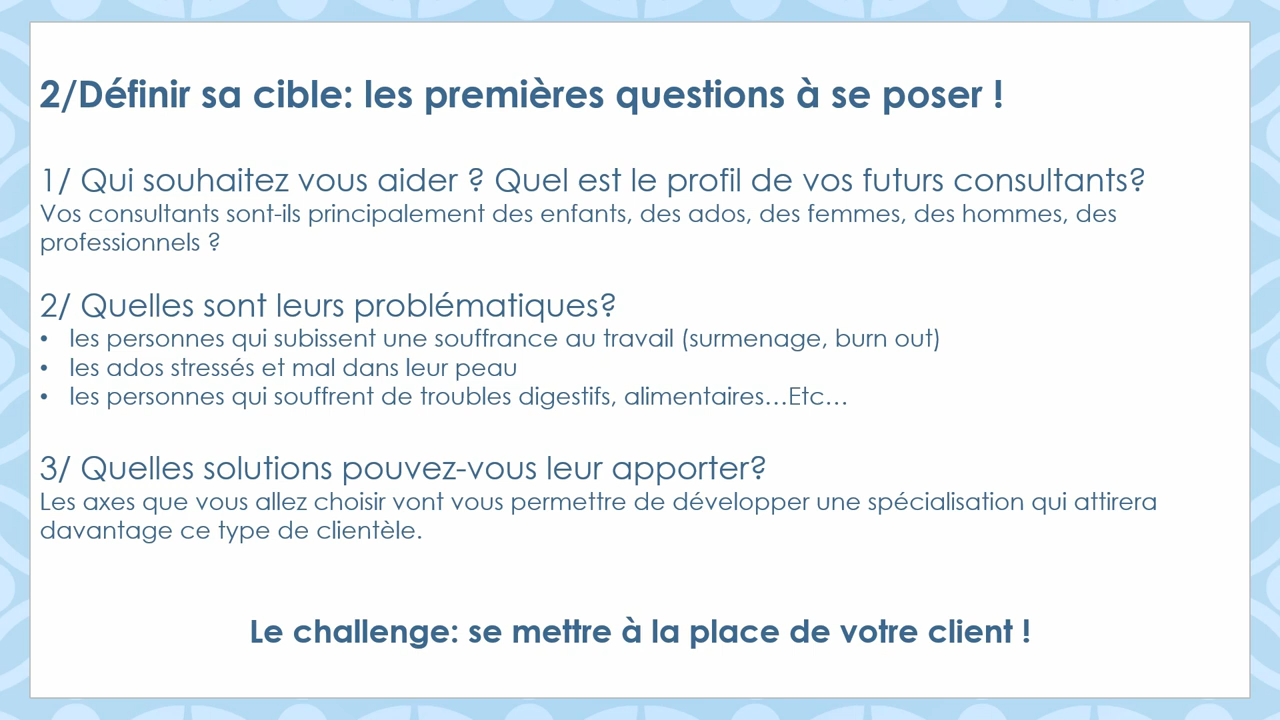 2/Définir sa cible: les premières questions à se poser !
1/ Qui souhaitez vous aider ? Quel est le profil de vos futurs consultants?
Vos consultants sont-ils principalement des enfants, des ados, des femmes, des hommes, des
professionnels ?
2/ Quelles sont leurs problématiques?
• les personnes qui subissent une souffrance au travail (surmenage, burn out)
• les ados stressés et mal dans leur peau
• les personnes qui souffrent de troubles digestifs, alimentaires…Etc…
3/ Quelles solutions pouvez-vous leur apporter?
Les axes que vous allez choisir vont vous permettre de développer une spécialisation qui attirera
davantage ce type de clientèle.
Le challenge: se mettre à la place de votre client !